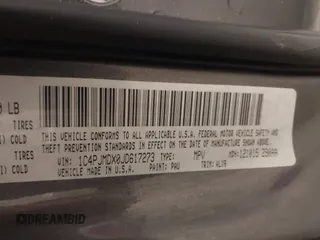 0 LB
TIRES
I COLD
THIS VEHICLE CONFORMS TO ALL APPLICABLE U.S.A. FEDERAL MOTOR VEHICLE SAFETY AND
THEFT PREVENTION STANDARDS IN EFFECT ON THE DATE OF MANUFACTURE SHOWN ABOVE.
VIN: 1C4PJMDX0JD617273 TYPE: MPV
PAINT: PAU TRIM:
TIRES
I COLD
MADE IN U.S.A.
© DREAMBID